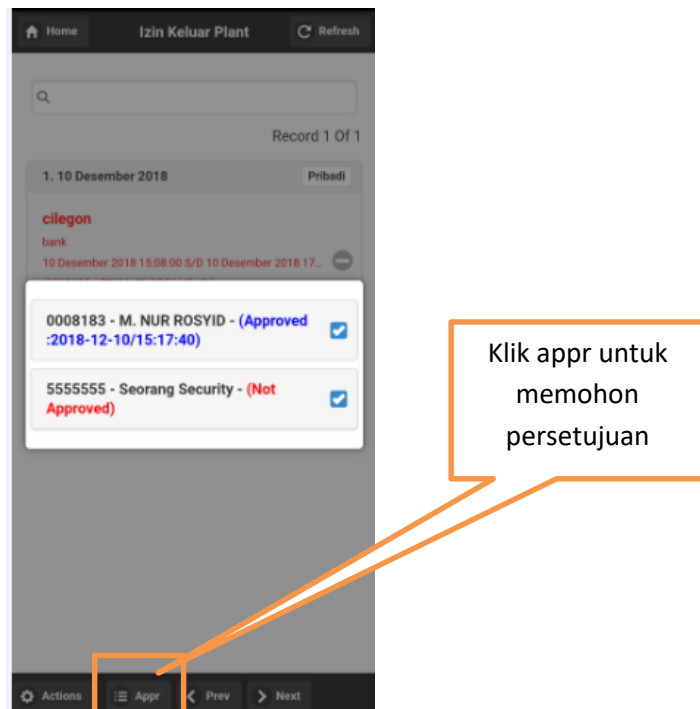 Home Izin Keluar Plant Refresh
Record 1 Of 1
1. 10 Desember 2018 Pribadi
cilegon
bank
10 Desember 2018 15:08:00 S/D 10 Desember 2018 17...
0008183 - M. NUR ROSYID - (Approved
:2018-12-10/15:17:40)
5555555 - Seorang Security - (Not
Approved)
Klik appr untuk
memohon
persetujuan
Actions Appr Prev Next